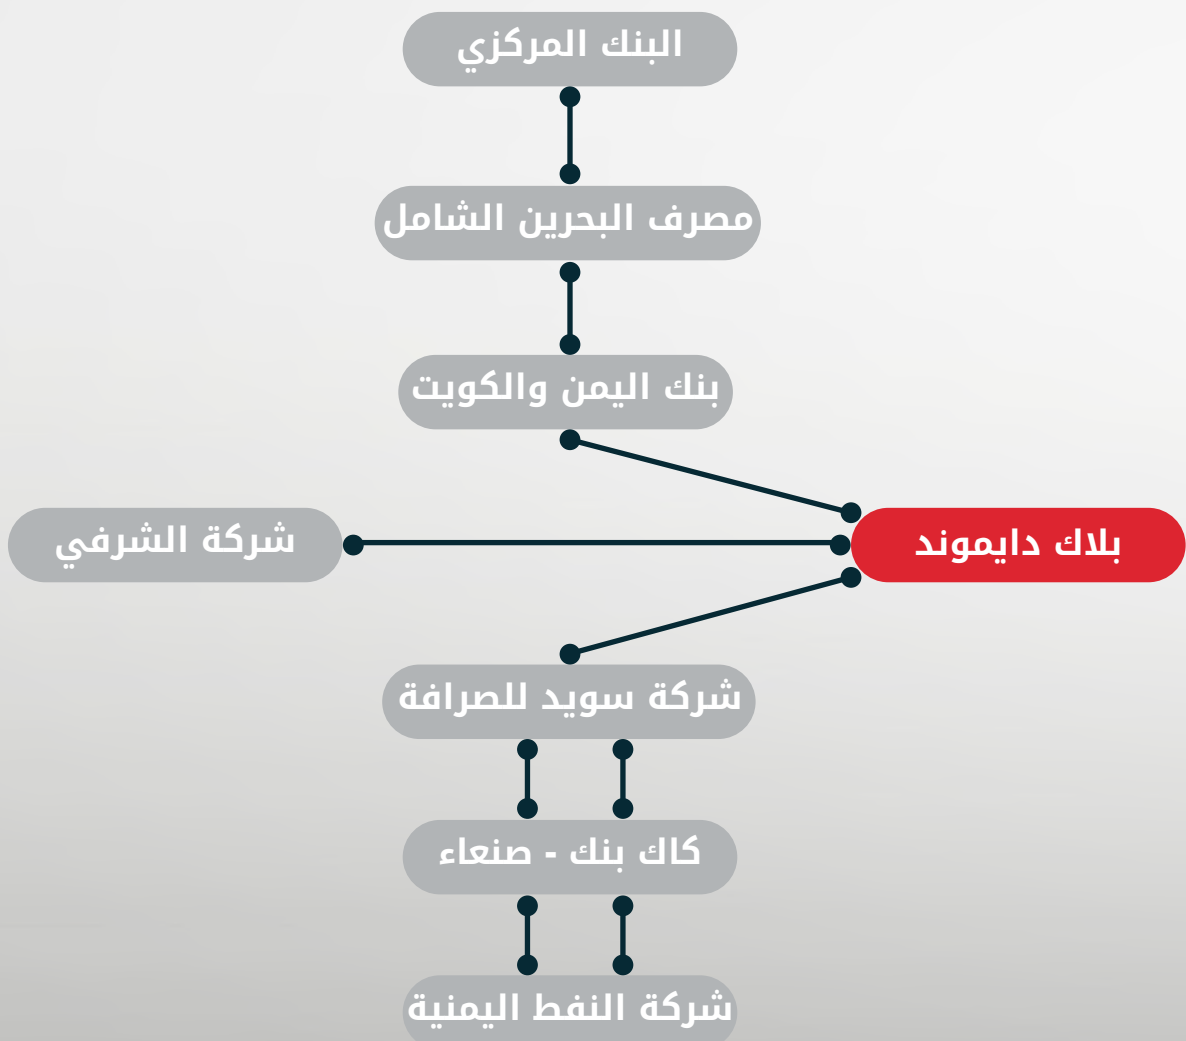 البنك المركزي
مصرف البحرين الشامل
بنك اليمن والكويت
بلاك دايموند
شركة الشرفي
شركة سويد للصرافة
كاك بنك - صنعاء
شركة النفط اليمنية